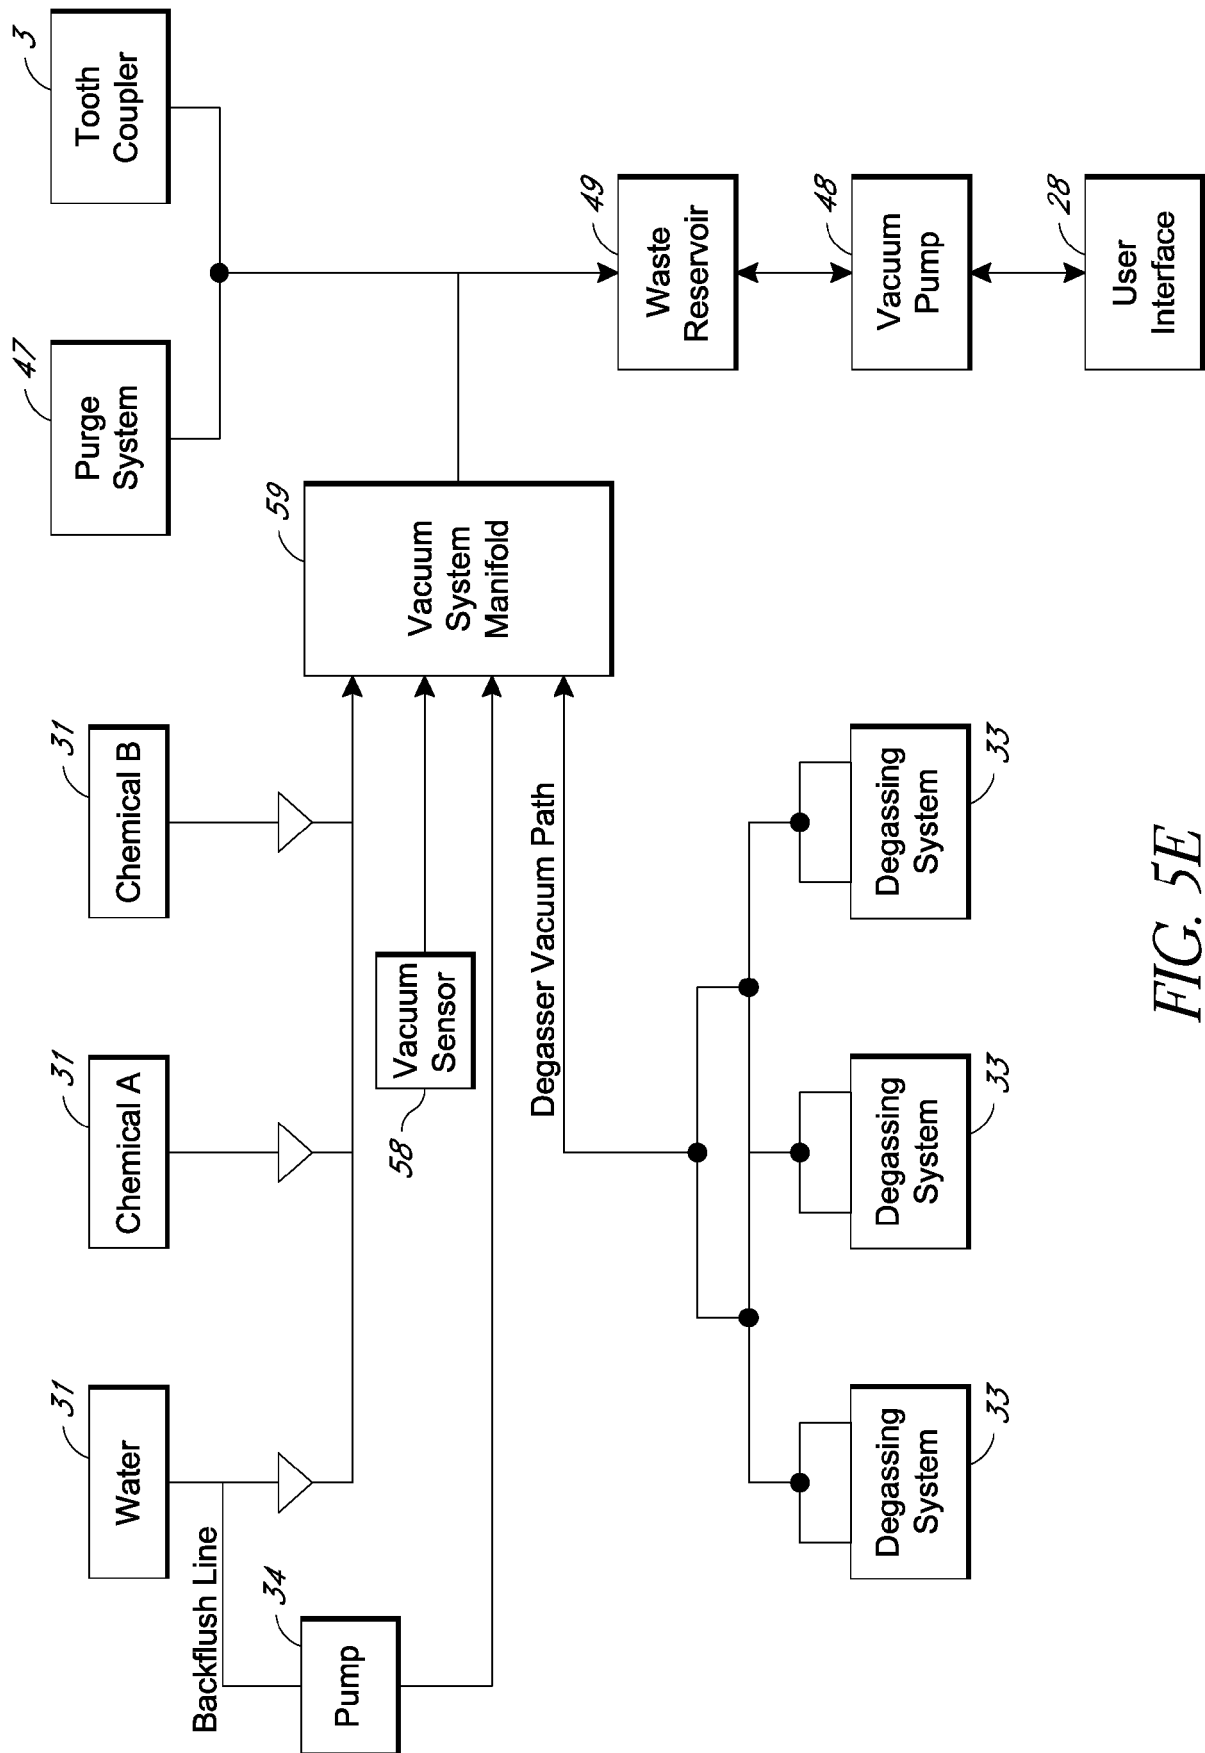 31
Water
31
Chemical A
31
Chemical B
47
Purge
System
3
Tooth
Coupler
Backflush Line
34
Pump
58
Vacuum
Sensor
59
Vacuum
System
Manifold
Degasser Vacuum Path
49
Waste
Reservoir
48
Vacuum
Pump
28
User
Interface
Degassing
System
33
Degassing
System
33
Degassing
System
33
FIG. 5E